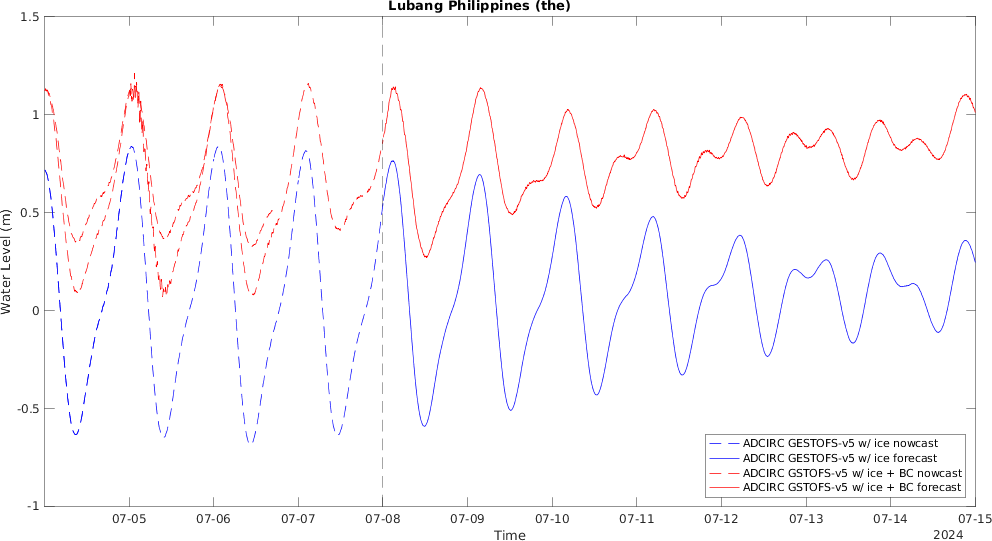 Lubang Philippines (the)
1.5
1
0.5
0
-0.5
-1
Water Level (m)
07-05 07-06 07-07 07-08 07-09 07-10 07-11 07-12 07-13 07-14 07-15
Time
2024
ADCIRC GESTOFS-v5 w/ ice nowcast
ADCIRC GESTOFS-v5 w/ ice forecast
ADCIRC GSTOFS-v5 w/ ice + BC nowcast
ADCIRC GSTOFS-v5 w/ ice + BC forecast